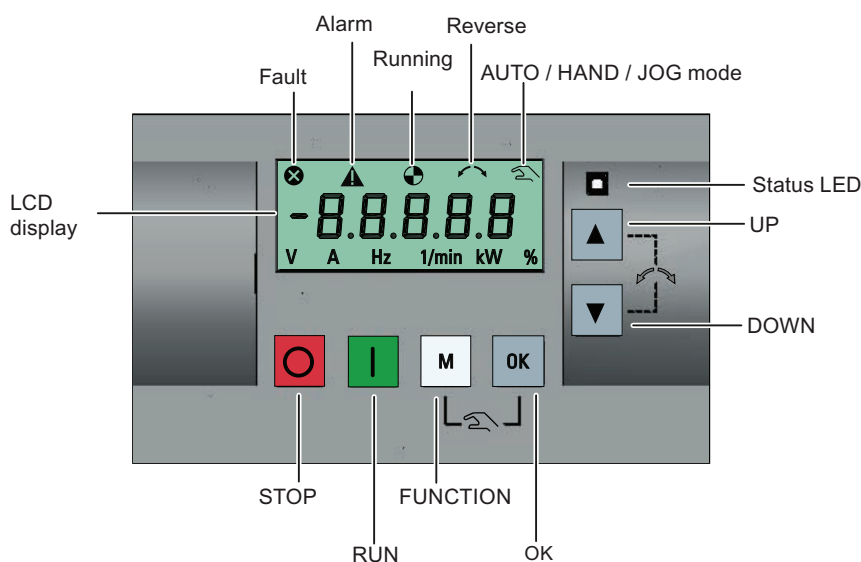 Alarm
Reverse
Running
Fault
AUTO / HAND / JOG mode
LCD
display
-8.8.8.8.8
V A Hz 1/min kW %
Status LED
UP
DOWN
M
OK
STOP
FUNCTION
RUN
OK